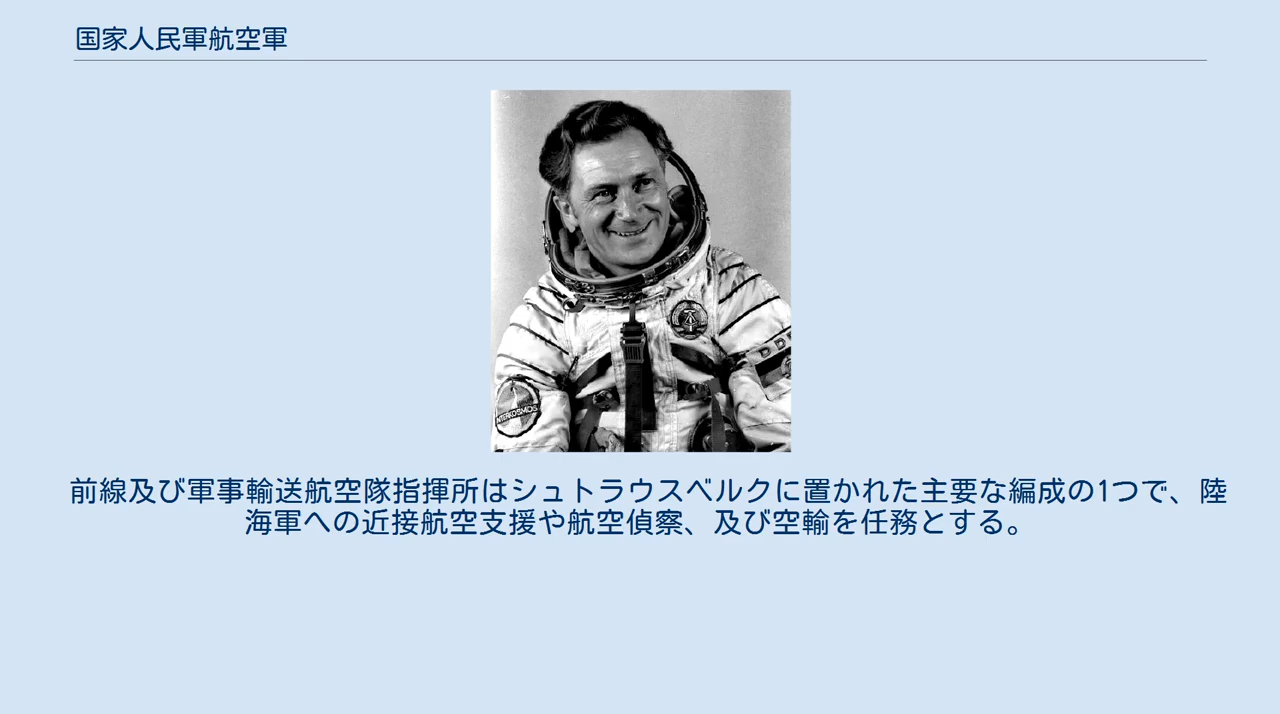 国家人民軍航空軍
DDR
INTERKOSMOS
前線及び軍事輸送航空隊指揮所はシュトラウスベルクに置かれた主要な編成の1つで、陸
海軍への近接航空支援や航空偵察、及び空輸を任務とする。